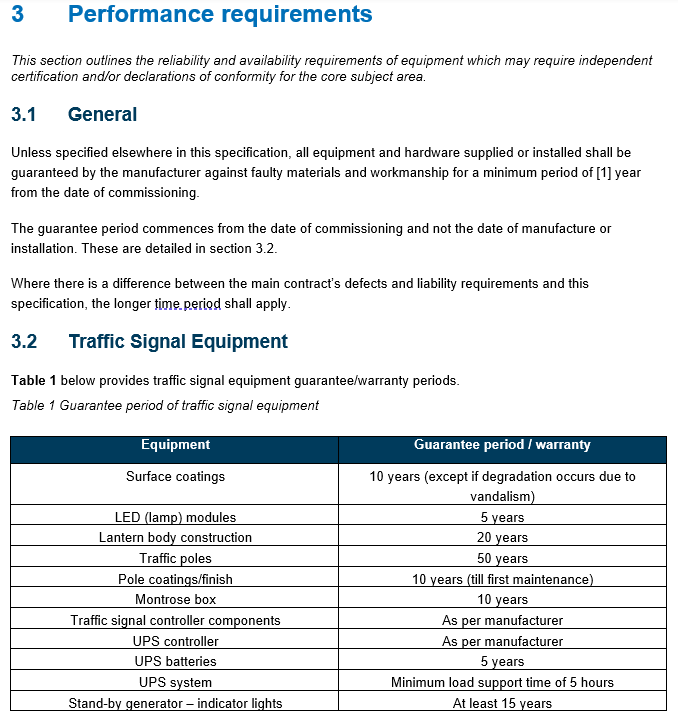 3 Performance requirements
This section outlines the reliability and availability requirements of equipment which may require independent
certification and/or declarations of conformity for the core subject area.
3.1 General
Unless specified elsewhere in this specification, all equipment and hardware supplied or installed shall be
guaranteed by the manufacturer against faulty materials and workmanship for a minimum period of [1] year
from the date of commissioning.
The guarantee period commences from the date of commissioning and not the date of manufacture or
installation. These are detailed in section 3.2.
Where there is a difference between the main contract's defects and liability requirements and this
specification, the longer time period shall apply.
3.2 Traffic Signal Equipment
Table 1 below provides traffic signal equipment guarantee/warranty periods.
Table 1 Guarantee period of traffic signal equipment
Equipment Guarantee period / warranty
Surface coatings 10 years (except if degradation occurs due to
vandalism)
LED (lamp) modules 5 years
Lantern body construction 20 years
Traffic poles 50 years
Pole coatings/finish 10 years (till first maintenance)
Montrose box 10 years
Traffic signal controller components As per manufacturer
UPS controller As per manufacturer
UPS batteries 5 years
UPS system Minimum load support time of 5 hours
Stand-by generator – indicator lights At least 15 years